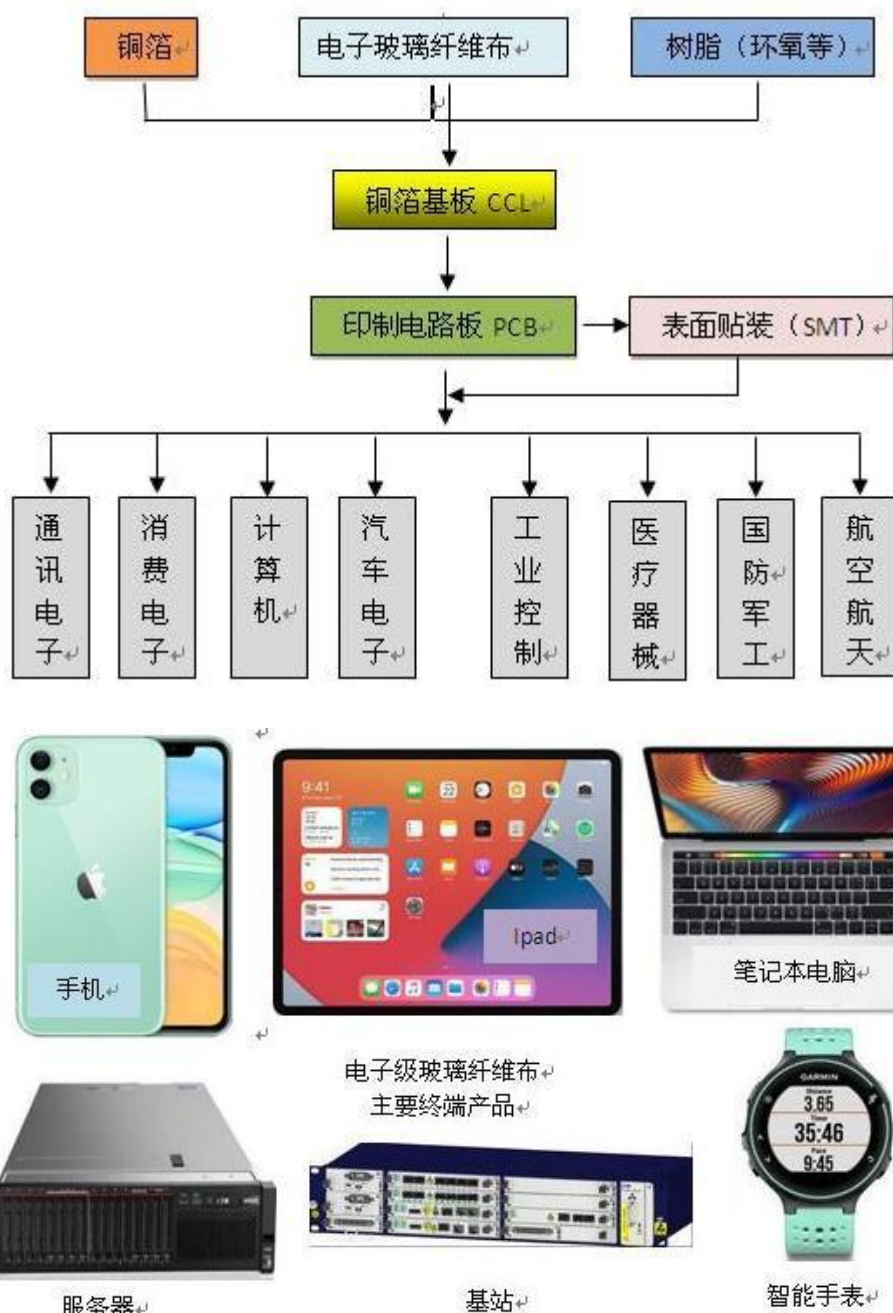 铜箔
电子玻璃纤维布
树脂（环氧等）
铜箔基板 CCL
印制电路板 PCB
表面贴装（SMT）
通讯电子
消费电子
计算机
汽车电子
工业控制
医疗器械
国防军工
航空航天
9:41
22
手机
Ipad
笔记本电脑
电子级玻璃纤维布
主要终端产品
GARMIN
Distance
3.65
Timer
35:46
Pace
9:45
服务器
基站
智能手表